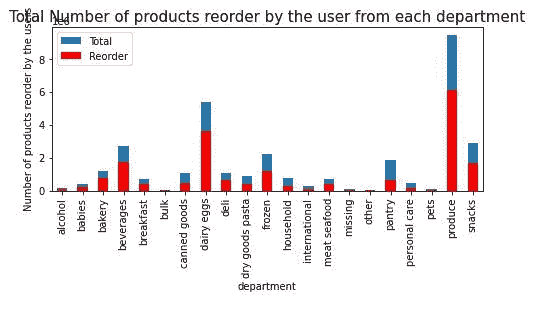 Total Number of products reorder by the user from each department
1e6
Number of products reorder by the users
Total
Reorder
8
6
4
2
0
alcohol
babies
bakery
beverages
breakfast
bulk
canned goods
dairy eggs
deli
dry goods pasta
frozen
household
international
meat seafood
missing
other
pantry
personal care
pets
produce
snacks
department